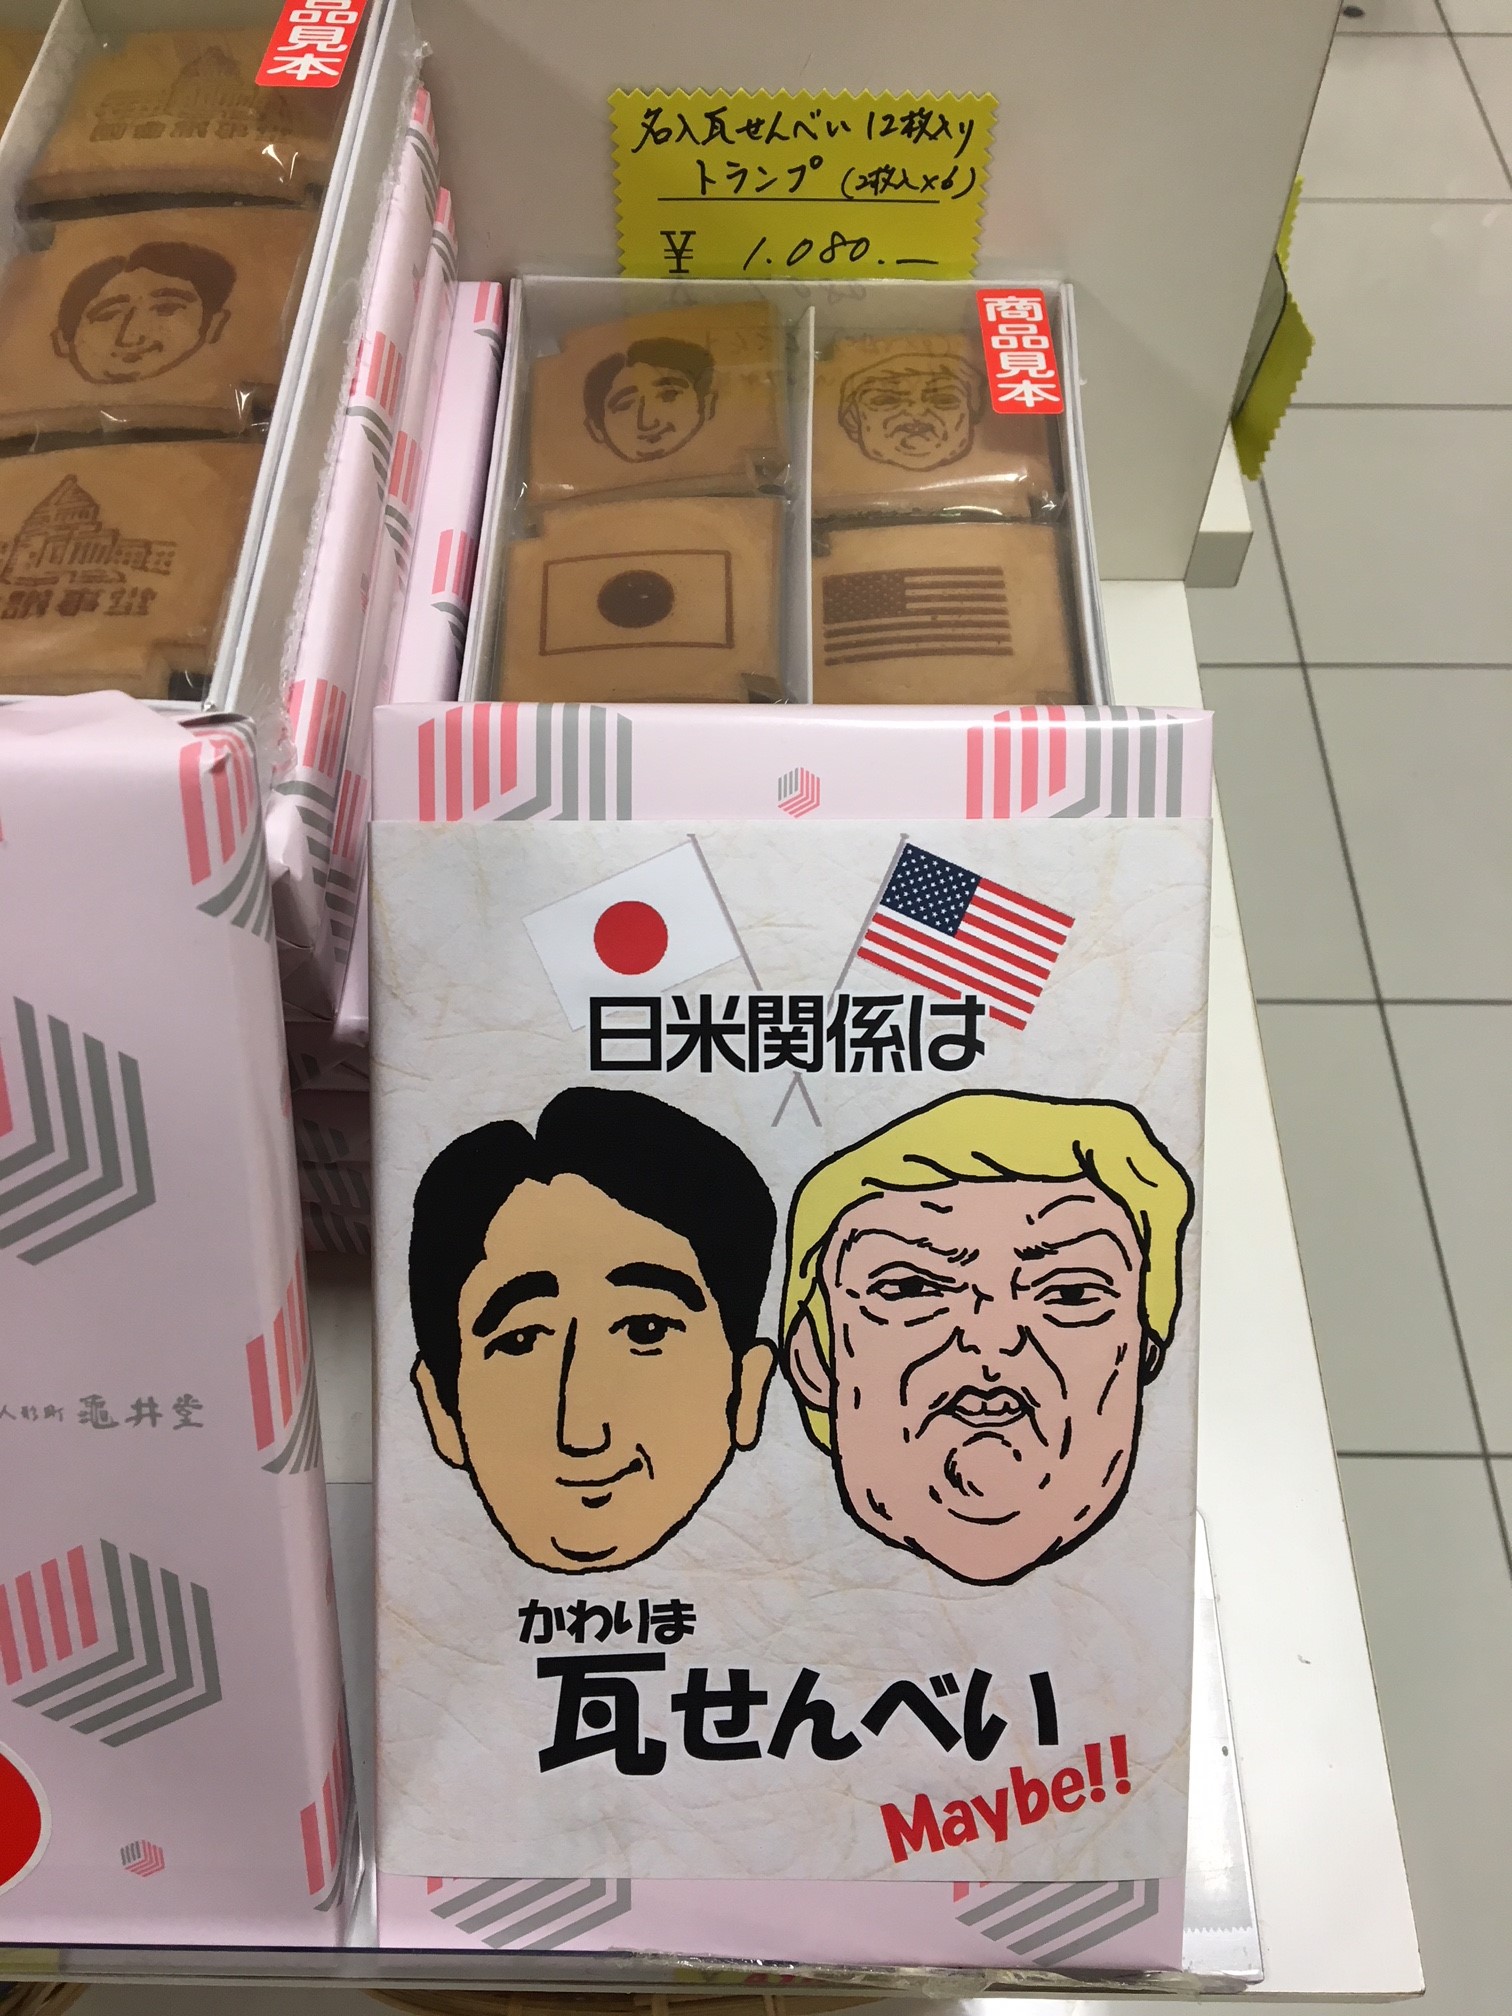 商品見本
名入瓦せんべい 12枚入り
トランプ (2枚入×6)
¥ 1.080.—
商品見本
日米関係は
かわりま
瓦せんべい
Maybe!!
人形町 亀井堂